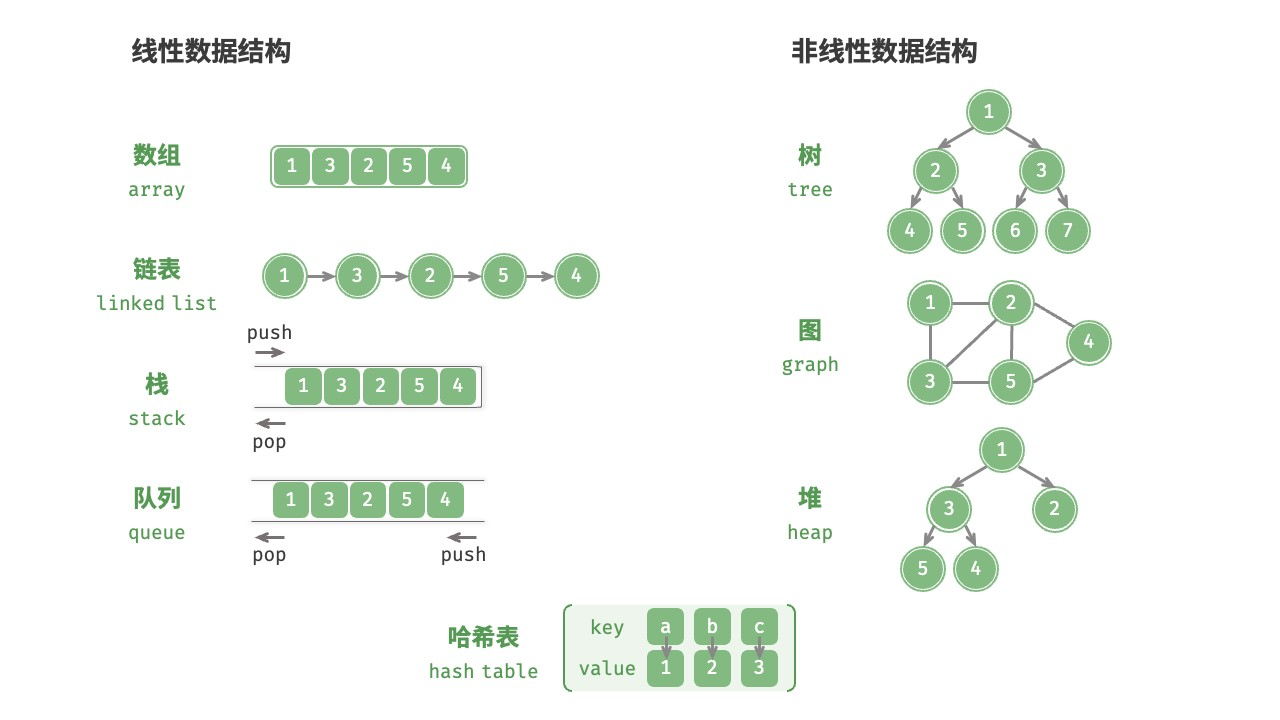 线性数据结构
数组
array
1 3 2 5 4
链表
linked list
1 3 2 5 4
栈
stack
push
1 3 2 5 4
pop
队列
queue
1 3 2 5 4
pop push
非线性数据结构
树
tree
1
2 3
4 5 6 7
图
graph
1 2
4
3 5
堆
heap
1
3 2
5 4
哈希表
hash table
key a b c
value 1 2 3